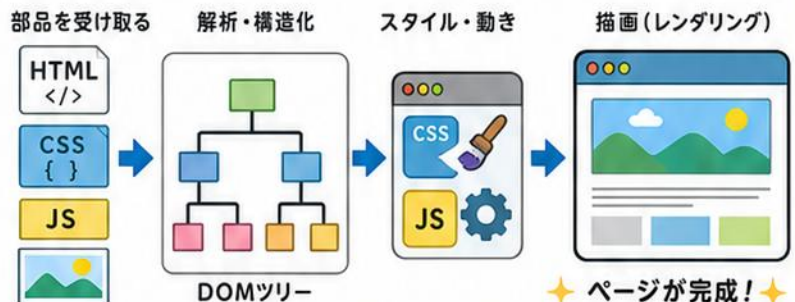 部品を受け取る
解析・構造化
スタイル・動き
描画(レンダリング)
HTML
</>
CSS
{ }
JS
DOMツリー
CSS
JS
ページが完成!